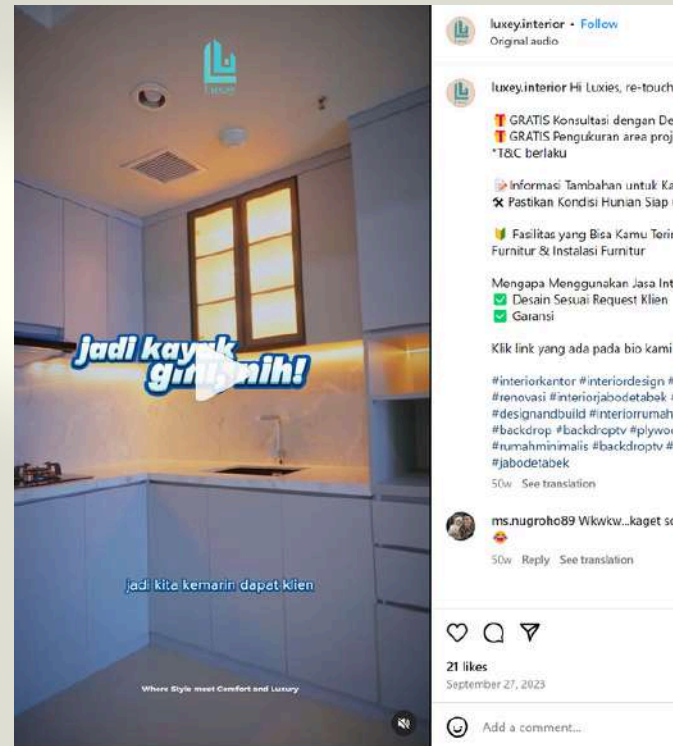 Luxey
jadi kayak
gini, nih!
jadi kita kemarin dapat klien
Where Style meet Comfort and Luxury
luxey.interior • Follow
Original audio
luxey.interior Hi Luxies, re-touch
🎁 GRATIS Konsultasi dengan De
🎁 GRATIS Pengukuran area proj
*T&C berlaku
📝Informasi Tambahan untuk Ka
🛠 Pastikan Kondisi Hunian Siap
🔰 Fasilitas yang Bisa Kamu Teri
Furnitur & Instalasi Furnitur
Mengapa Menggunakan Jasa Int
✅ Desain Sesuai Request Klien
✅ Garansi
Klik link yang ada pada bio kami
#interiorkantor #interiordesign #
#renovasi #interiorjabodetabek
#designandbuild #interiorrumah
#backdrop #backdroptv #plywo
#rumahminimalis #backdroptv #
#jabodetabek
50w See translation
ms.nugroho89 Wkwkw...kaget so
😂
50w Reply See translation
21 likes
September 27, 2023
Add a comment...